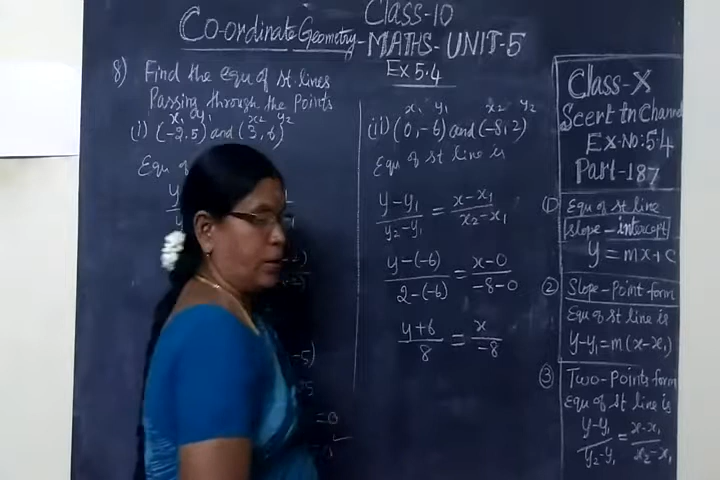 Class-10
Co-ordinate Geometry-MATHS-UNIT-5
Ex 5.4
8) Find the equ of st. lines
Passing through the points
x₁ y₁ x₂ y₂
(i) (-2,5) and (3,6)
Equ of
-5)
=0
x₁ y₁ x₂ y₂
(ii) (0,-6) and (-8,2)
Equ of st line is
y-y₁/y₂-y₁ = x-x₁/x₂-x₁
y-(-6)/2-(-6) = x-0/-8-0
y+6/8 = x/-8
Class-X
Scert tn Channel
Ex.No:5.4
Part-187
① Equ of st line
slope-intercept
y=mx+c
② Slope-Point form
Equ of st line is
y-y₁=m(x-x₁)
③ Two-Points form
Equ of st line is
y-y₁/y₂-y₁ = x-x₁/x₂-x₁